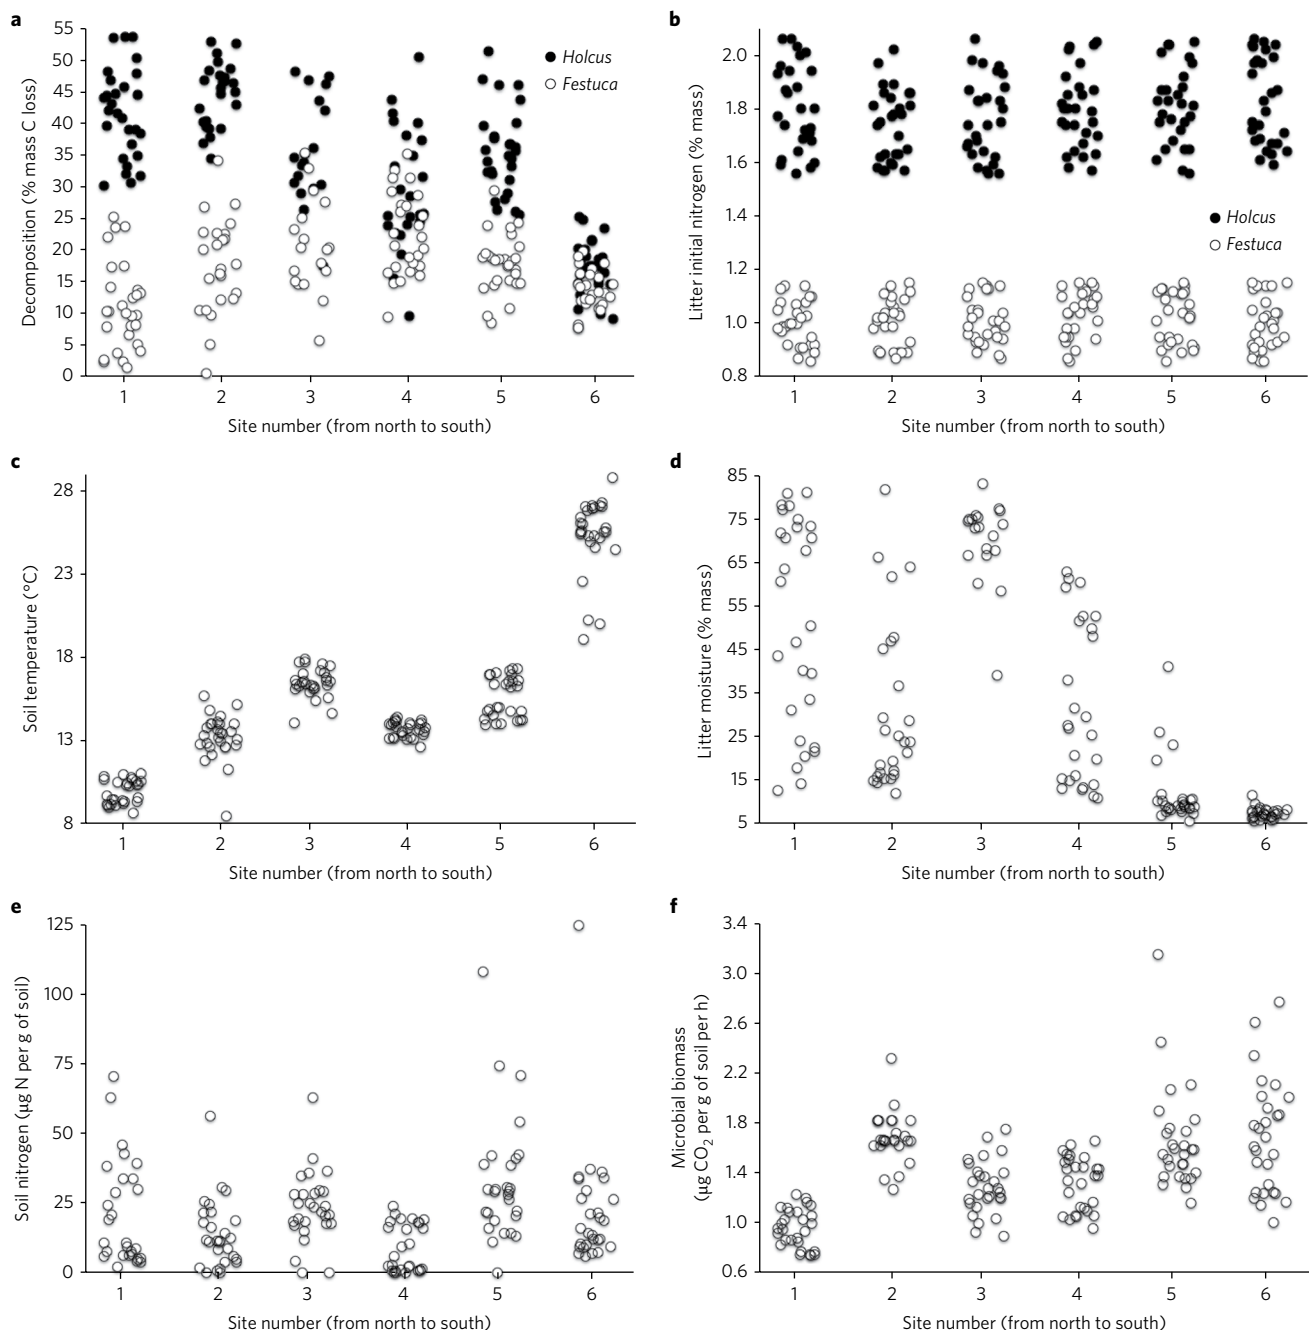 a
55
50
45
40
35
30
25
20
15
10
5
0
Decomposition (% mass C loss)
Holcus
Festuca
1 2 3 4 5 6
Site number (from north to south)
b
2.0
1.8
1.6
1.4
1.2
1.0
0.8
Litter initial nitrogen (% mass)
Holcus
Festuca
1 2 3 4 5 6
Site number (from north to south)
c
28
23
18
13
8
Soil temperature (°C)
1 2 3 4 5 6
Site number (from north to south)
d
85
75
65
55
45
35
25
15
5
Litter moisture (% mass)
1 2 3 4 5 6
Site number (from north to south)
e
125
100
75
50
25
0
Soil nitrogen (µg N per g of soil)
1 2 3 4 5 6
Site number (from north to south)
f
3.4
3.0
2.6
2.2
1.8
1.4
1.0
0.6
Microbial biomass
(µg CO₂ per g of soil per h)
1 2 3 4 5 6
Site number (from north to south)